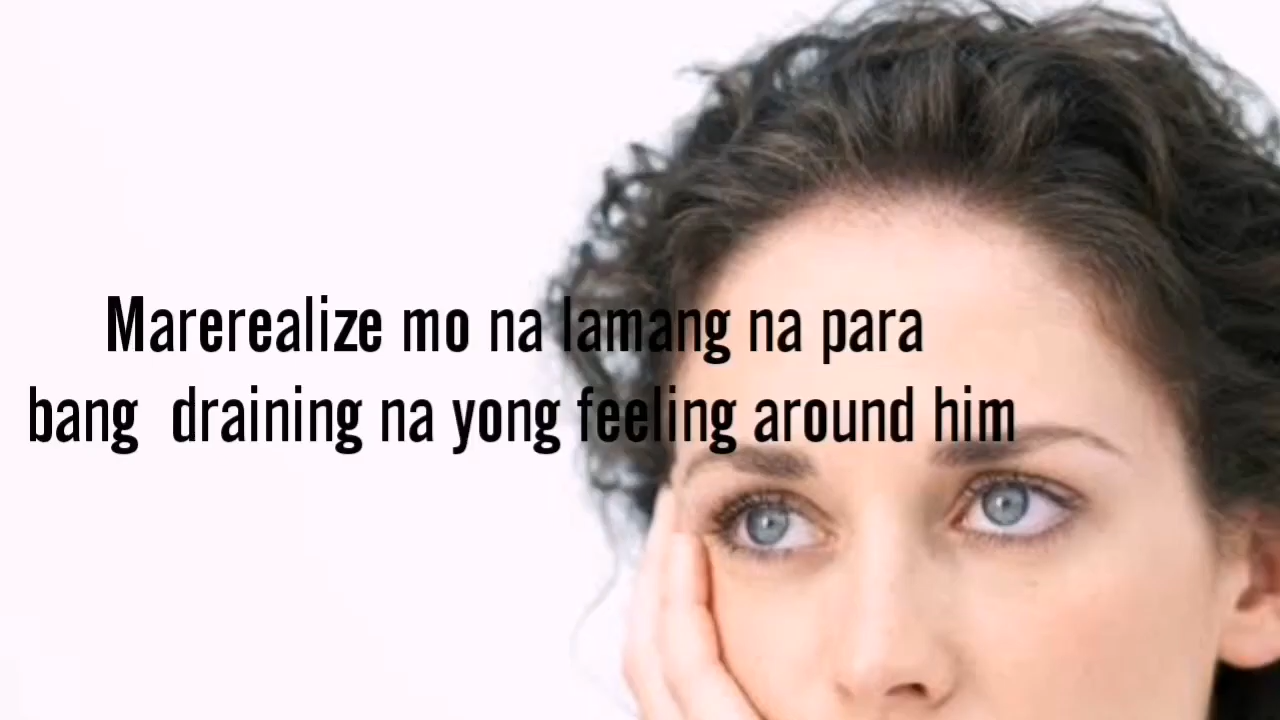 Marerealize mo na lamang na para
bang draining na yong feeling around him